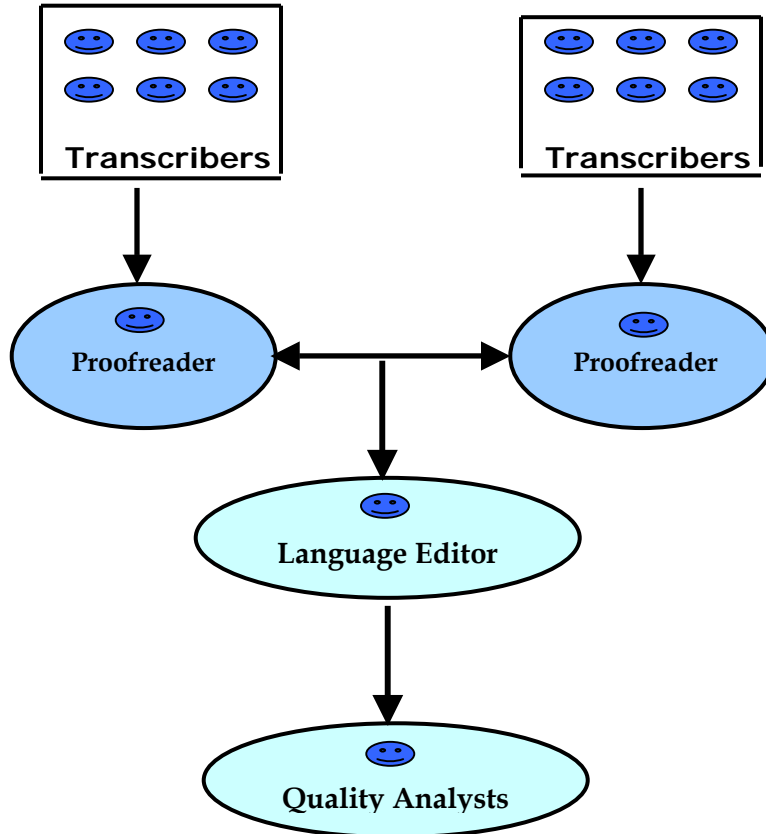 Transcribers
Transcribers
Proofreader
Proofreader
Language Editor
Quality Analysts